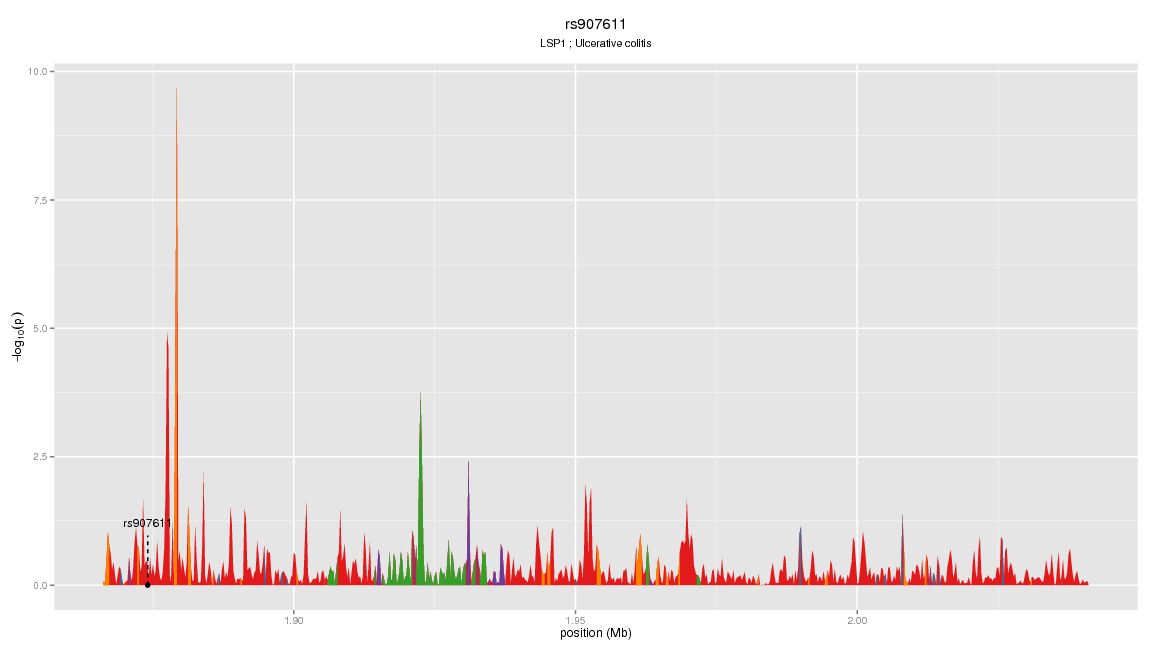 rs907611
LSP1 ; Ulcerative colitis
10.0
7.5
5.0
2.5
0.0
−log10(p)
rs907611
1.90
1.95
2.00
position (Mb)